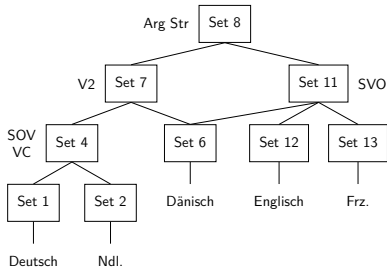 Arg Str Set 8
V2 Set 7 Set 11 SVO
SOV
VC Set 4 Set 6 Set 12 Set 13
Set 1 Set 2 Dänisch Englisch Frz.
Deutsch Ndl.